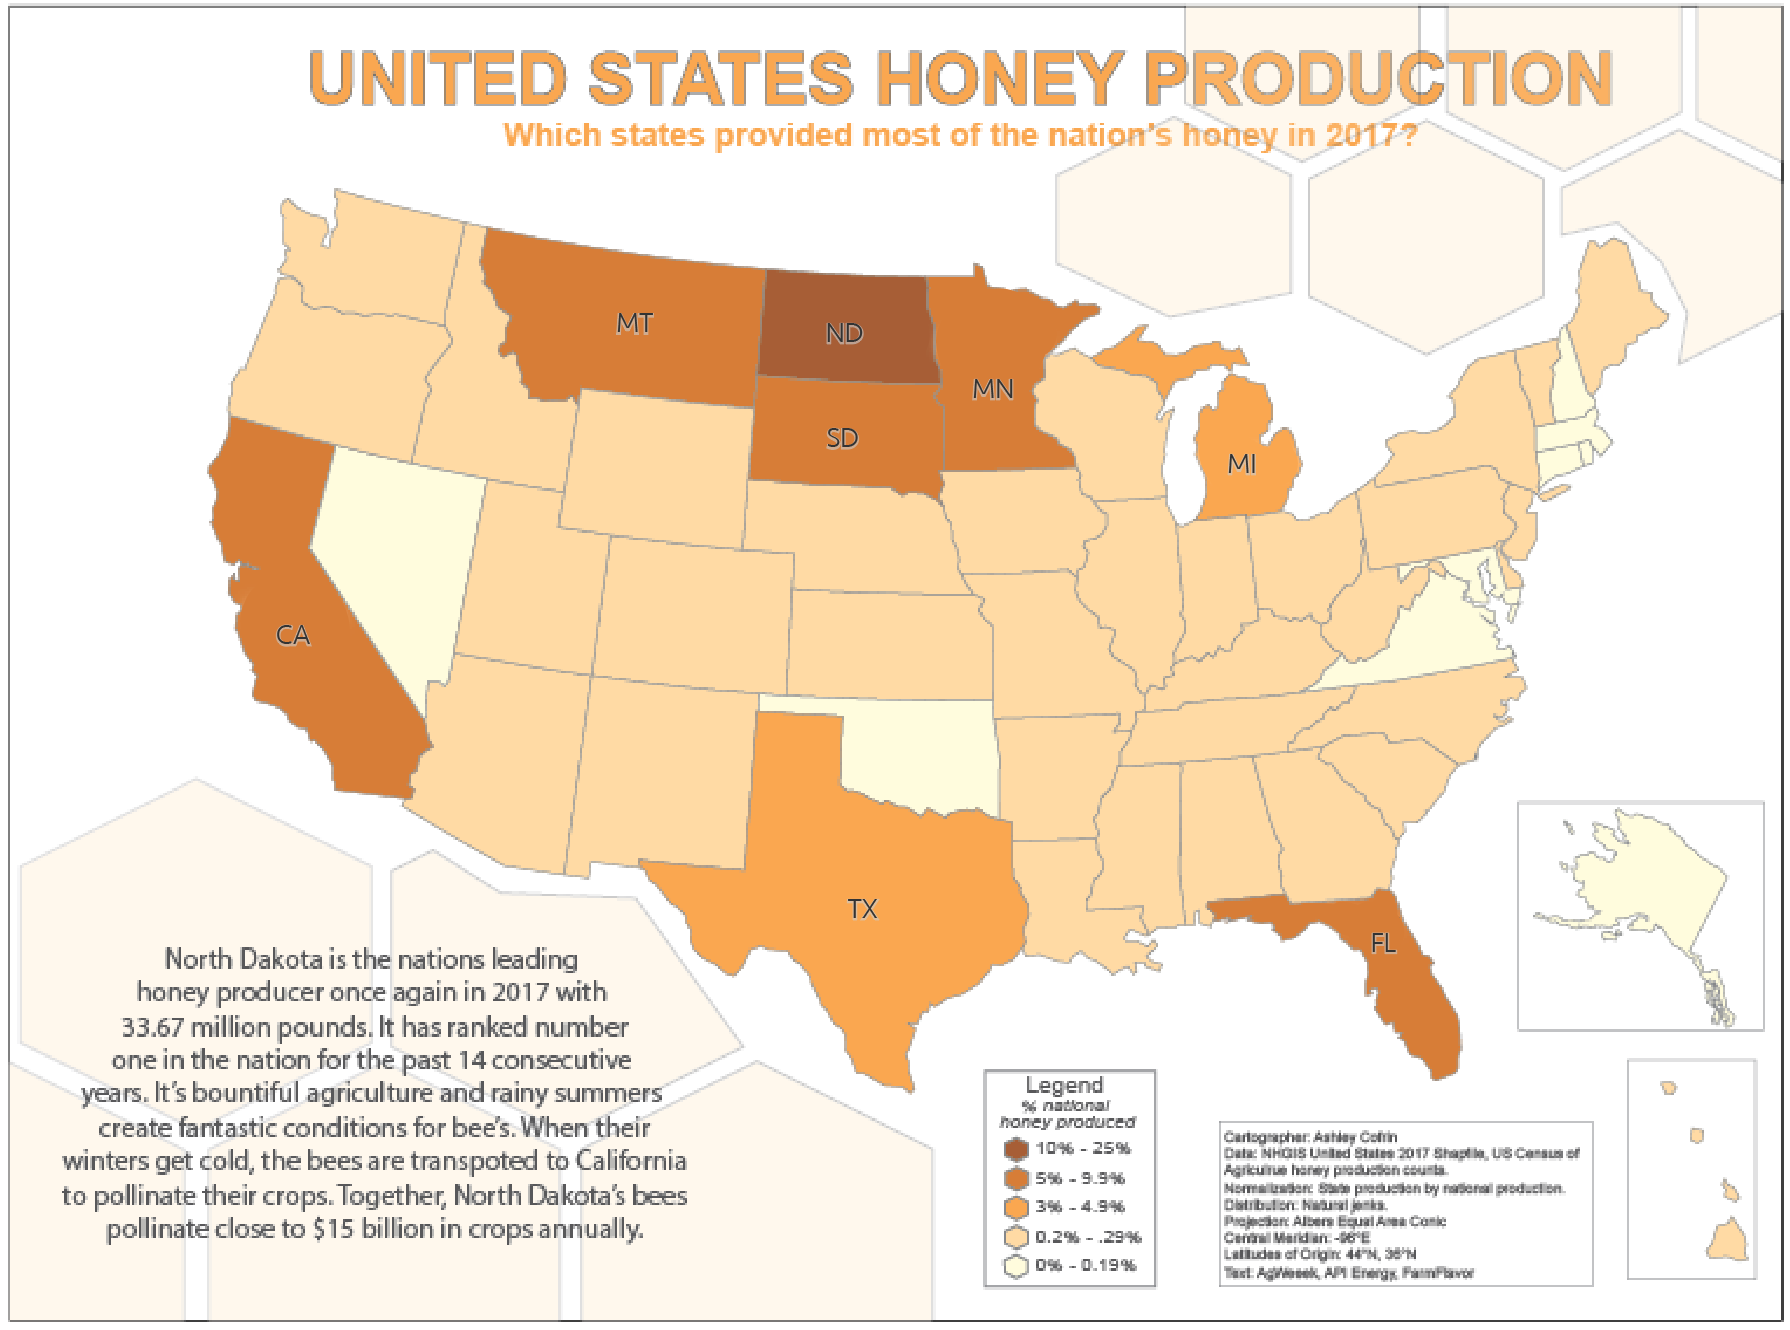 UNITED STATES HONEY PRODUCTION
Which states provided most of the nation's honey in 2017?
MT
ND
MN
SD
MI
CA
TX
FL
North Dakota is the nations leading
honey producer once again in 2017 with
33.67 million pounds. It has ranked number
one in the nation for the past 14 consecutive
years. It's bountiful agriculture and rainy summers
create fantastic conditions for bee's. When their
winters get cold, the bees are transpoted to California
to pollinate their crops. Together, North Dakota's bees
pollinate close to $15 billion in crops annually.
Legend
% national
honey produced
10% - 25%
5% - 9.9%
3% - 4.9%
0.2% - .29%
0% - 0.19%
Cartographer: Ashley Cofrin
Data: NHGIS United States 2017 Shapfile, US Census of
Agriculrue honey production counts.
Normalization: State production by national production.
Distribution: Natural jenks.
Projection: Albers Equal Area Conic
Central Meridian: -96°E
Latitudes of Origin: 44°N, 36°N
Text: AgWeeek, API Energy, FarmFlavor